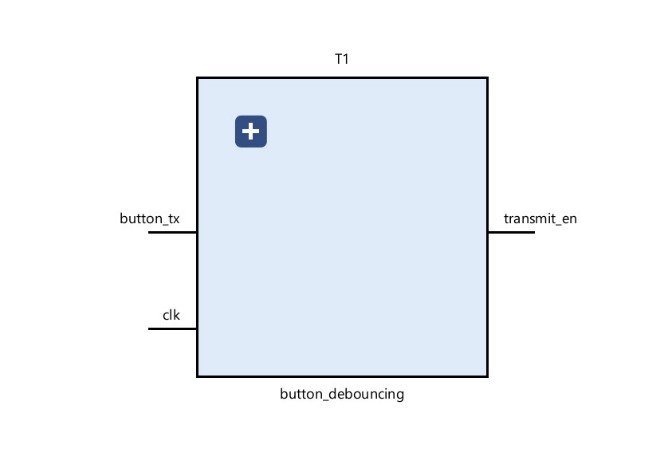 T1
button_tx
transmit_en
clk
button_debouncing